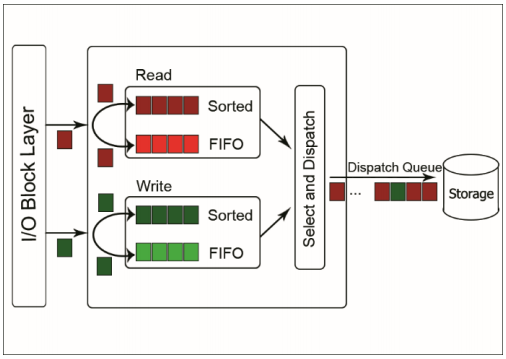 I/O Block Layer
Read
Sorted
FIFO
Write
Sorted
FIFO
Select and Dispatch
Dispatch Queue
...
Storage